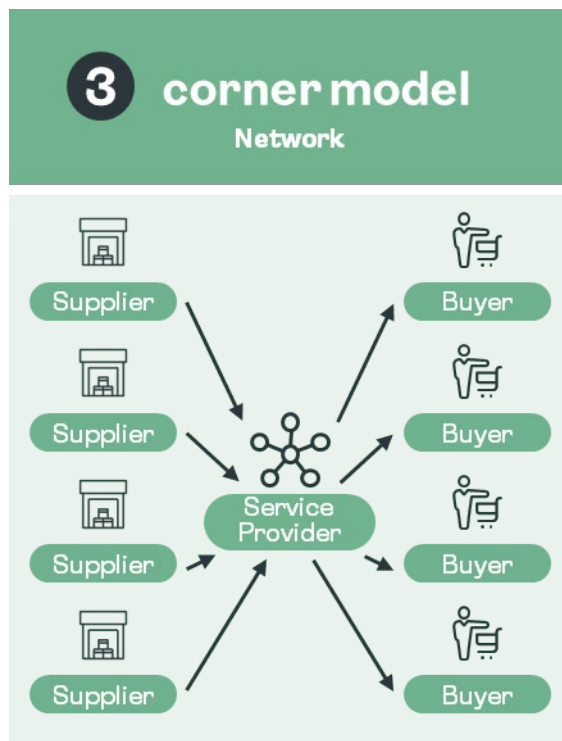 3 corner model
Network
Supplier
Buyer
Supplier
Buyer
Service
Provider
Supplier
Buyer
Supplier
Buyer